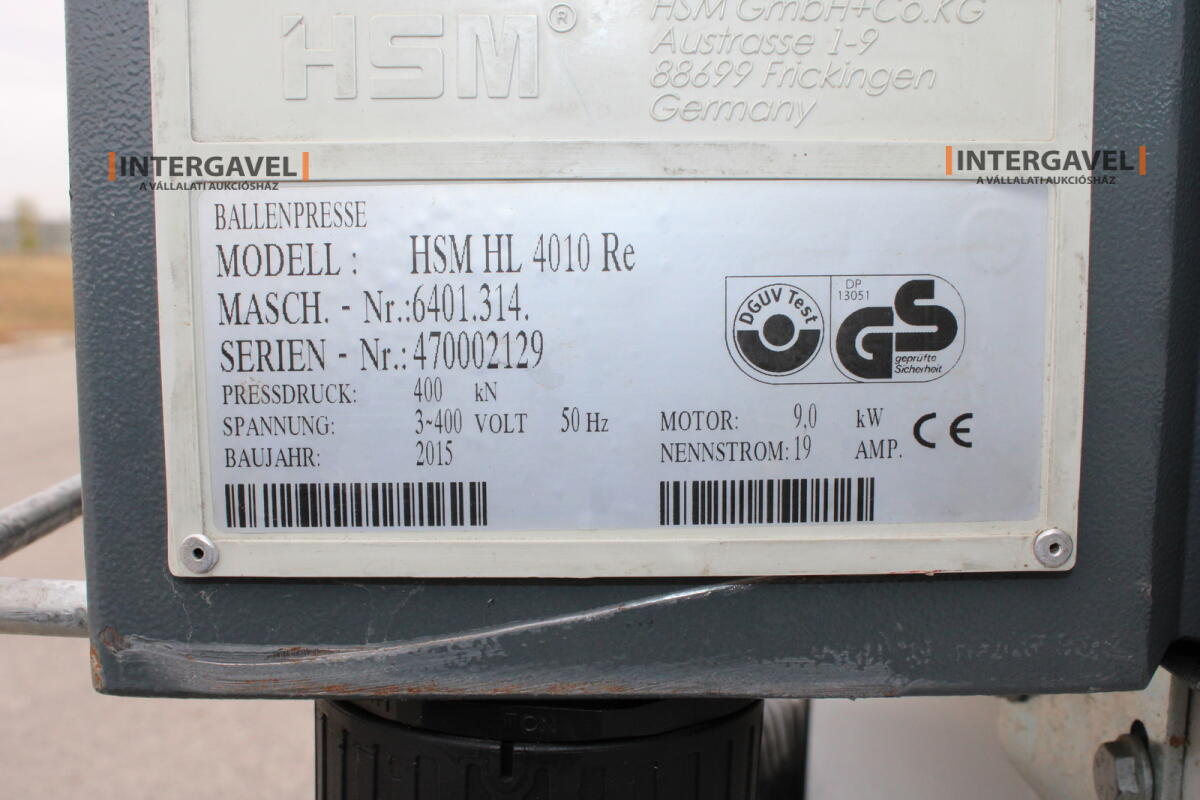 HSM®
HSM GmbH+Co.KG
Austrasse 1-9
88699 Frickingen
Germany
INTERGAVEL
A VÁLLALATI AUKCIÓSHÁZ
INTERGAVEL
A VÁLLALATI AUKCIÓSHÁZ
BALLENPRESSE
MODELL : HSM HL 4010 Re
MASCH. - Nr.:6401.314.
SERIEN - Nr.: 470002129
PRESSDRUCK: 400 kN
SPANNUNG: 3~400 VOLT 50 Hz
BAUJAHR: 2015
MOTOR: 9,0 kW
NENNSTROM: 19 AMP.
CE
DGUV Test
DP
13051
GS
geprüfte
Sicherheit